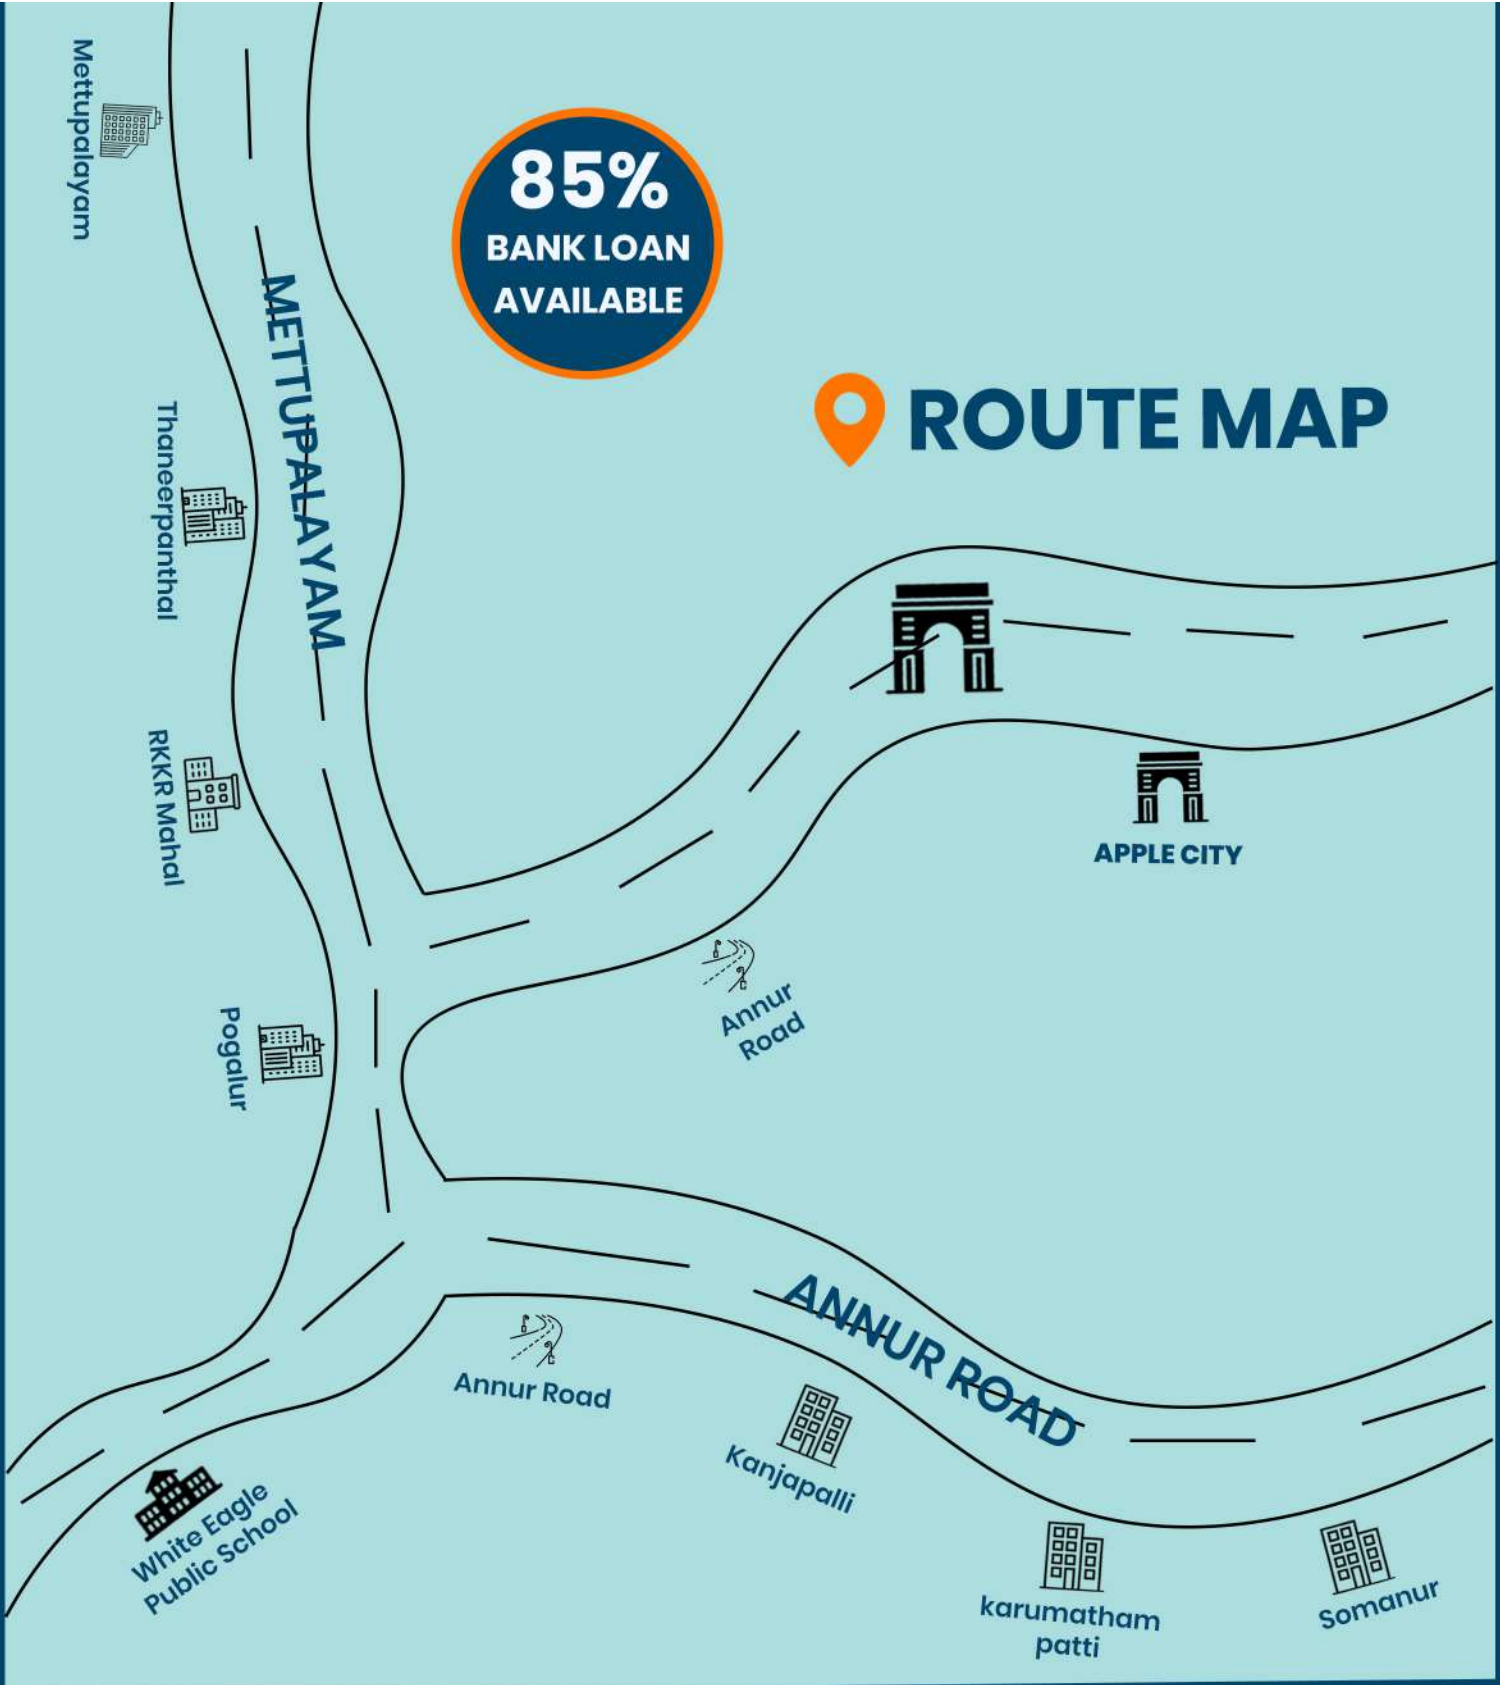 Mettupalayam
85%
BANK LOAN
AVAILABLE
METTUPALAYAM
ROUTE MAP
Thaneerpanthal
RKKR Mahal
APPLE CITY
Annur
Road
Pogalur
ANNUR ROAD
Annur Road
Kanjapalli
White Eagle
Public School
karumatham
patti
Somanur